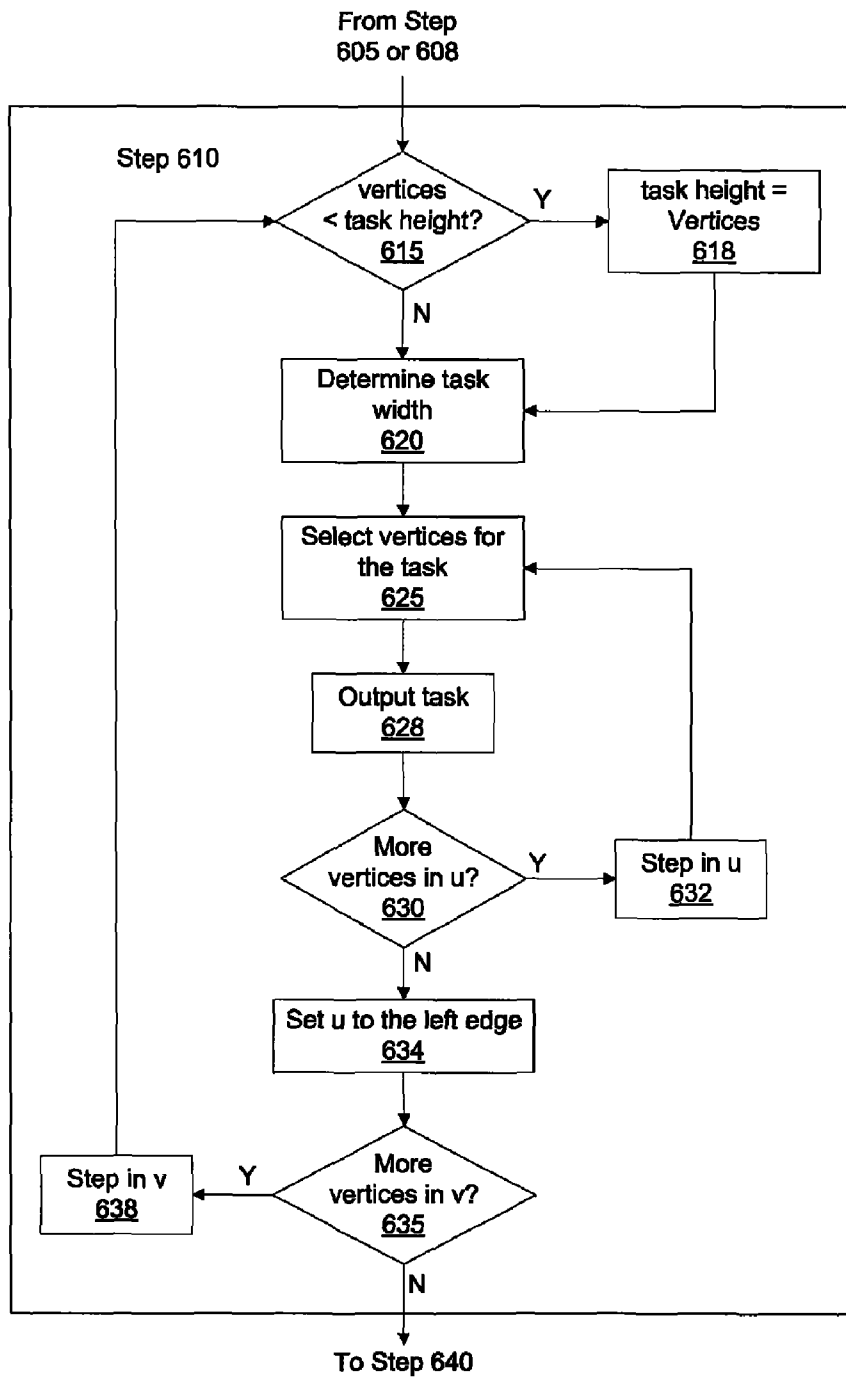 From Step
605 or 608
Step 610
vertices
< task height?
615
Y
task height =
Vertices
618
N
Determine task
width
620
Select vertices for
the task
625
Output task
628
More
vertices in u?
630
Y
Step in u
632
N
Set u to the left edge
634
More
vertices in v?
635
Y
Step in v
638
N
To Step 640